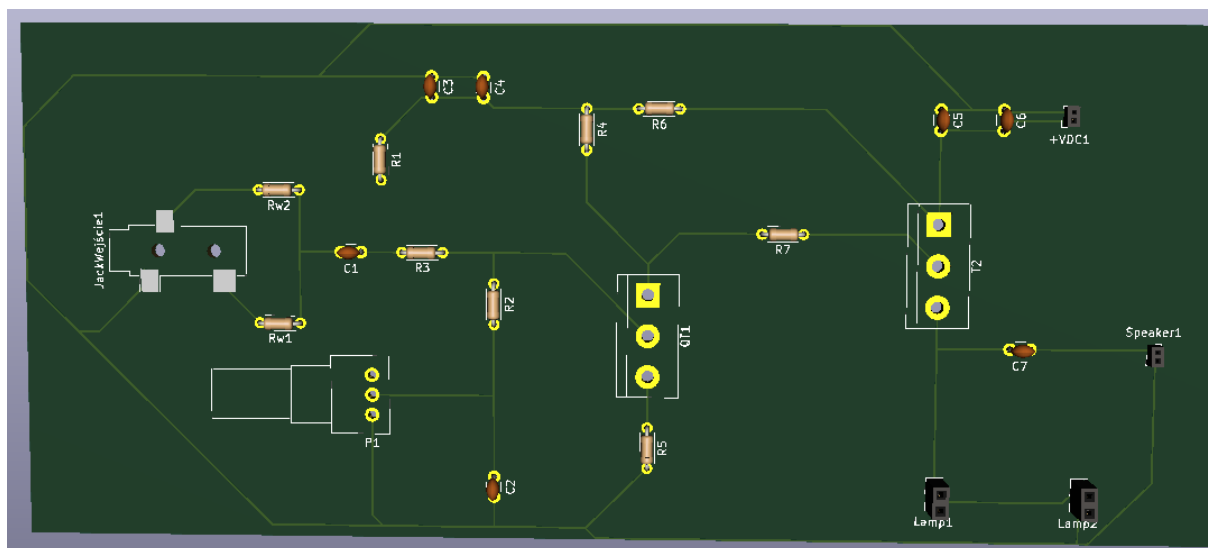 C3
C4
R4
R6
C5
C6
+VDC1
R1
Rw2
JackWejście1
C1
R3
R7
T2
R2
QT1
Rw1
Speaker1
C7
P1
R5
C2
Lamp1
Lamp2